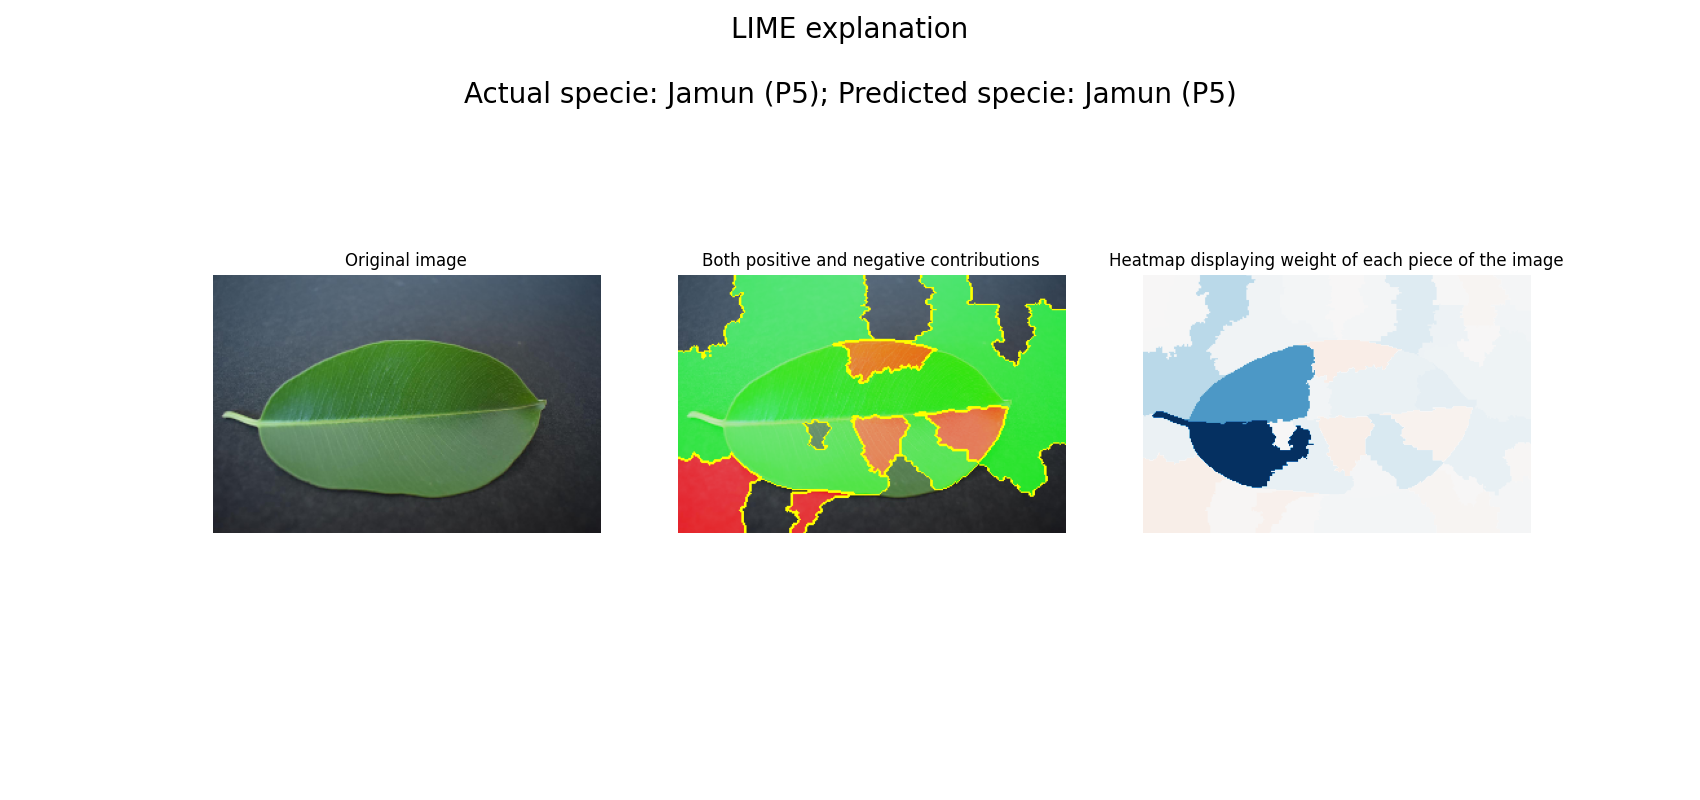 LIME explanation
Actual specie: Jamun (P5); Predicted specie: Jamun (P5)
Original image
Both positive and negative contributions
Heatmap displaying weight of each piece of the image